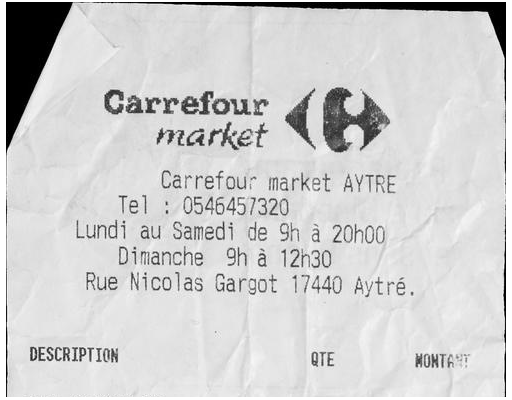 Carrefour
market
Carrefour market AYTRE
Tel : 0546457320
Lundi au Samedi de 9h à 20h00
Dimanche 9h à 12h30
Rue Nicolas Gargot 17440 Aytré.
DESCRIPTION QTE MONTANT